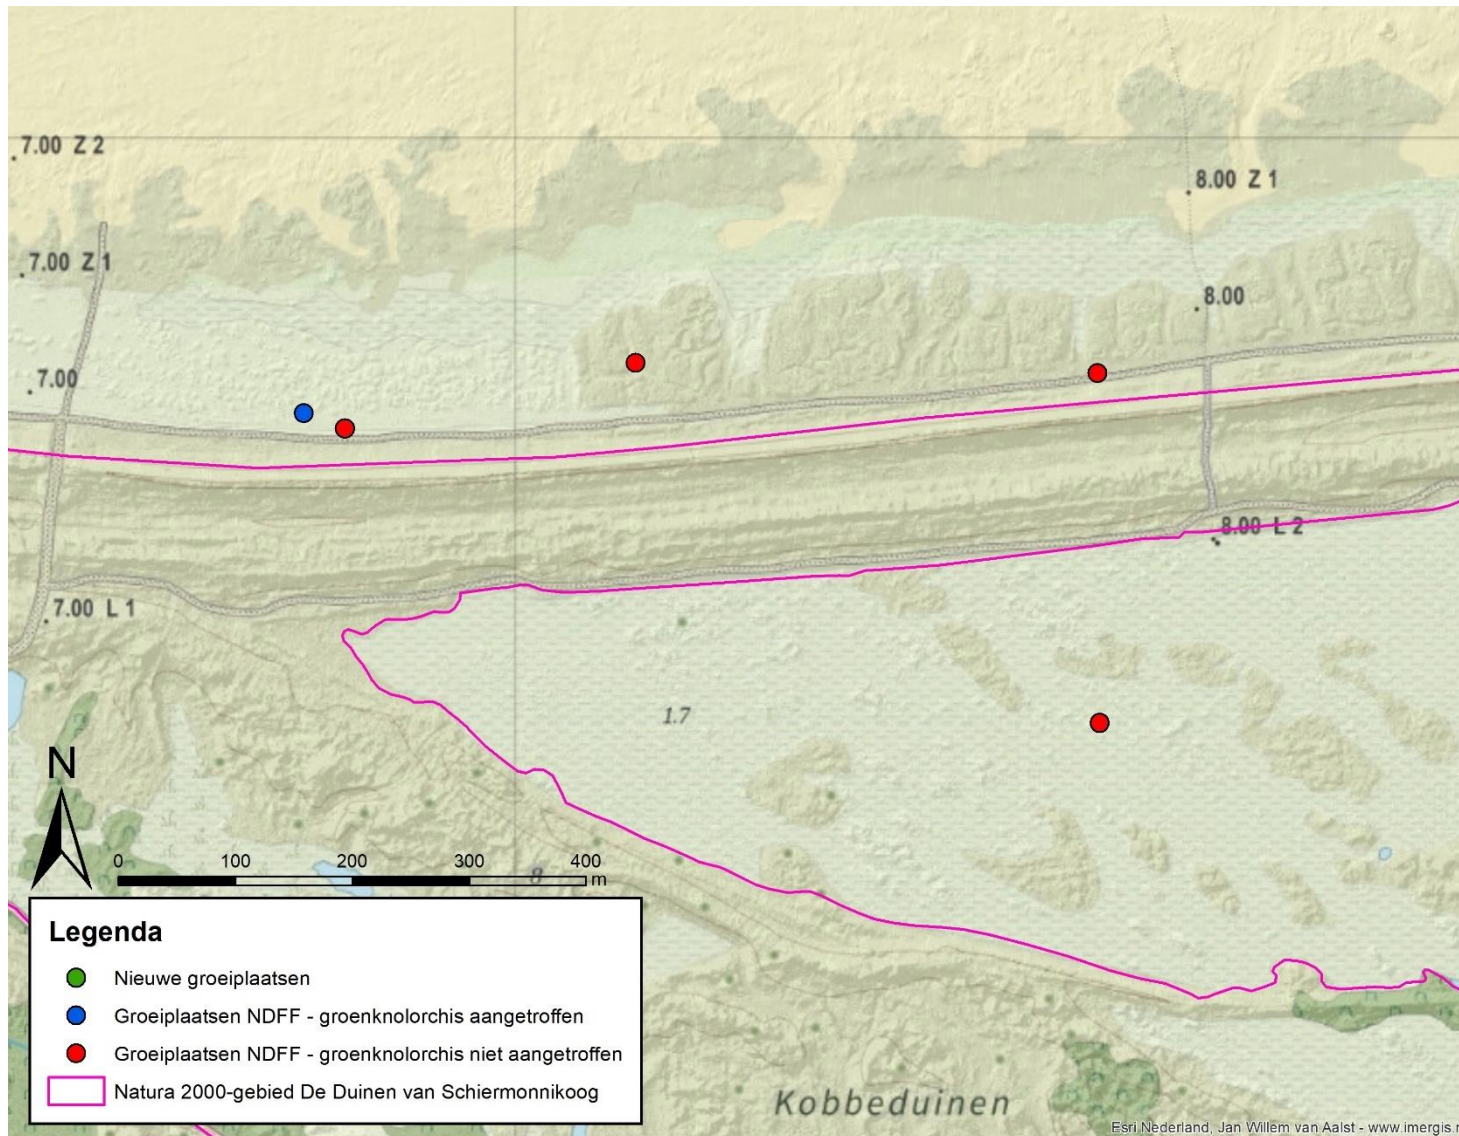 7.00 Z 2
8.00 Z 1
7.00 Z 1
8.00
7.00
8.00 L 2
7.00 L 1
1.7
N
0 100 200 300 400
m
8
Legenda
Nieuwe groeiplaatsen
Groeiplaatsen NDFF - groenknolorchis aangetroffen
Groeiplaatsen NDFF - groenknolorchis niet aangetroffen
Natura 2000-gebied De Duinen van Schiermonnikoog
Kobbeduinen
Esri Nederland, Jan Willem van Aalst - www.imergis.n